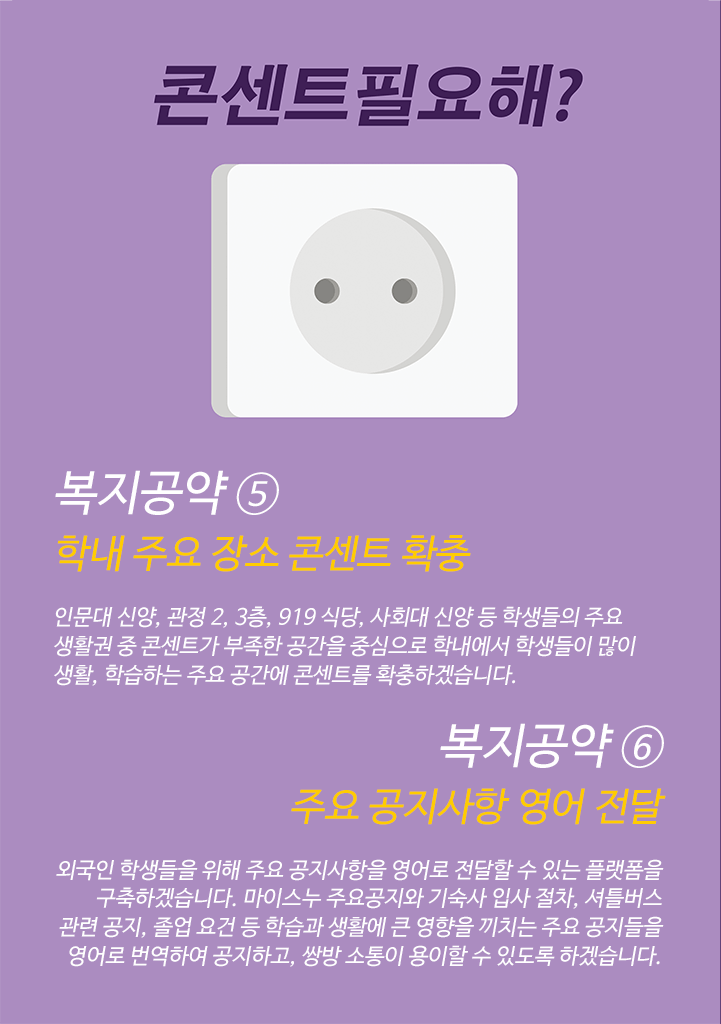 콘센트필요해?
복지공약 ⑤
학내 주요 장소 콘센트 확충
인문대 신양, 관정 2, 3층, 919 식당, 사회대 신양 등 학생들의 주요
생활권 중 콘센트가 부족한 공간을 중심으로 학내에서 학생들이 많이
생활, 학습하는 주요 공간에 콘센트를 확충하겠습니다.
복지공약 ⑥
주요 공지사항 영어 전달
외국인 학생들을 위해 주요 공지사항을 영어로 전달할 수 있는 플랫폼을
구축하겠습니다. 마이스누 주요공지와 기숙사 입사 절차, 셔틀버스
관련 공지, 졸업 요건 등 학습과 생활에 큰 영향을 끼치는 주요 공지들을
영어로 번역하여 공지하고, 쌍방 소통이 용이할 수 있도록 하겠습니다.